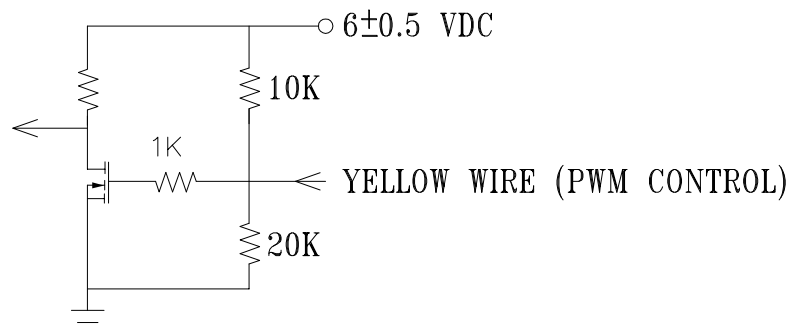 6±0.5 VDC
10K
1K
YELLOW WIRE (PWM CONTROL)
20K